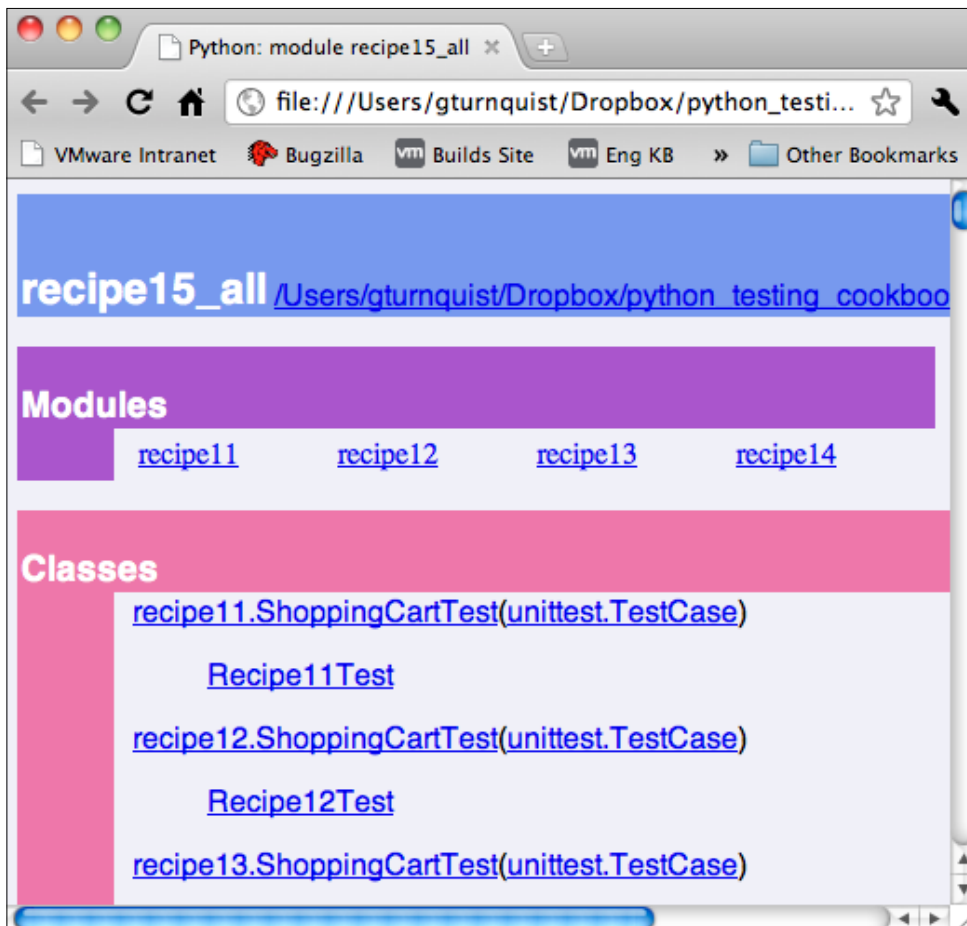 Python: module recipe15_all
file:///Users/gturnquist/Dropbox/python_testi...
VMware Intranet Bugzilla vm Builds Site vm Eng KB » Other Bookmarks
recipe15_all /Users/gturnquist/Dropbox/python_testing_cookboo
Modules
recipe11 recipe12 recipe13 recipe14
Classes
recipe11.ShoppingCartTest(unittest.TestCase)
Recipe11Test
recipe12.ShoppingCartTest(unittest.TestCase)
Recipe12Test
recipe13.ShoppingCartTest(unittest.TestCase)